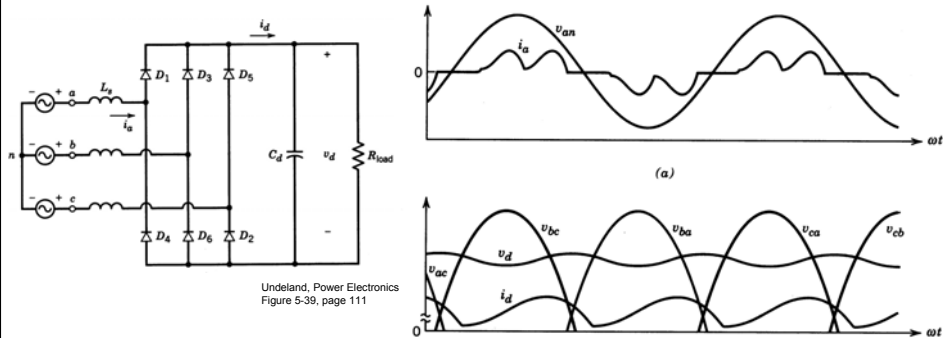 i_d
+
D_1
D_3
D_5
L_s
- + a
i_a
n
- + b
C_d
v_d
R_load
- + c
D_4
D_6
D_2
-
Undeland, Power Electronics
Figure 5-39, page 111
v_an
i_a
0
ωt
(a)
v_bc
v_ba
v_ca
v_cb
v_d
v_ac
i_d
0
ωt